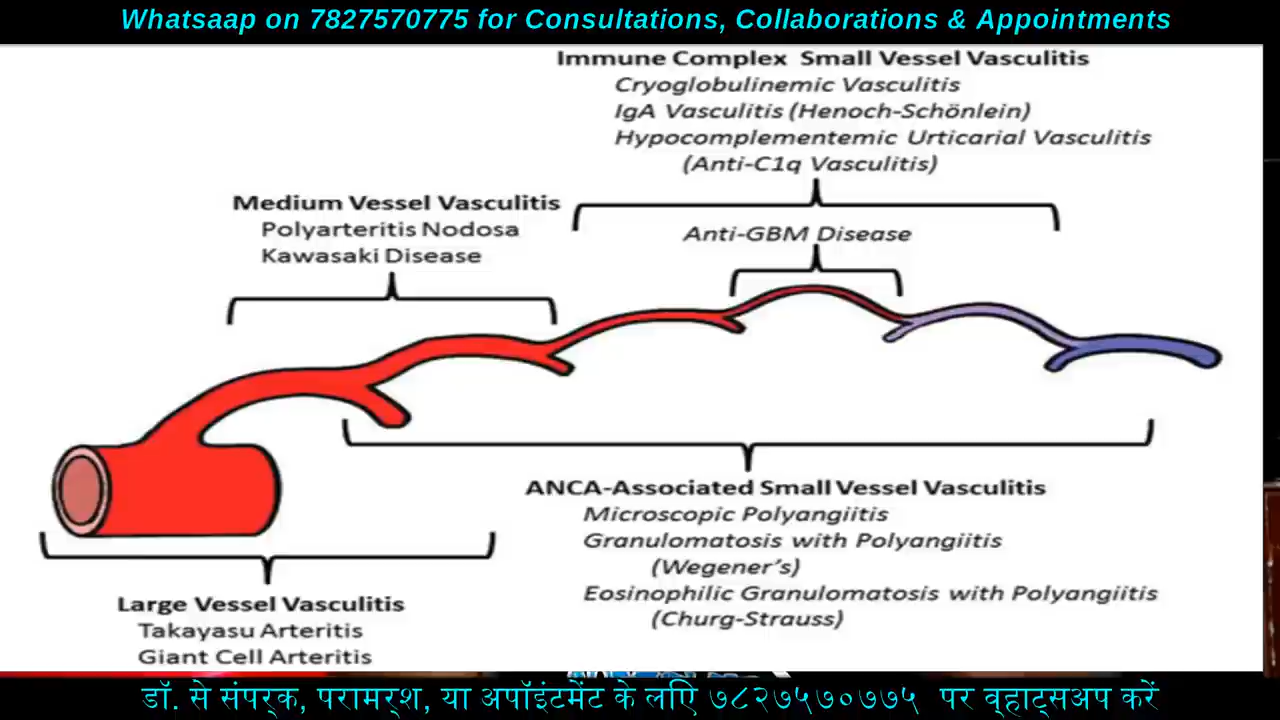 Whatsaap on 7827570775 for Consultations, Collaborations & Appointments
Immune Complex Small Vessel Vasculitis
Cryoglobulinemic Vasculitis
IgA Vasculitis (Henoch-Schönlein)
Hypocomplementemic Urticarial Vasculitis
(Anti-C1q Vasculitis)
Medium Vessel Vasculitis
Polyarteritis Nodosa
Kawasaki Disease
Anti-GBM Disease
ANCA-Associated Small Vessel Vasculitis
Microscopic Polyangiitis
Granulomatosis with Polyangiitis
(Wegener's)
Eosinophilic Granulomatosis with Polyangiitis
(Churg-Strauss)
Large Vessel Vasculitis
Takayasu Arteritis
Giant Cell Arteritis
डॉ. से संपर्क, परामर्श, या अपॉइंटमेंट के लिए ७८२७५७०७७५ पर व्हाट्सअप करें